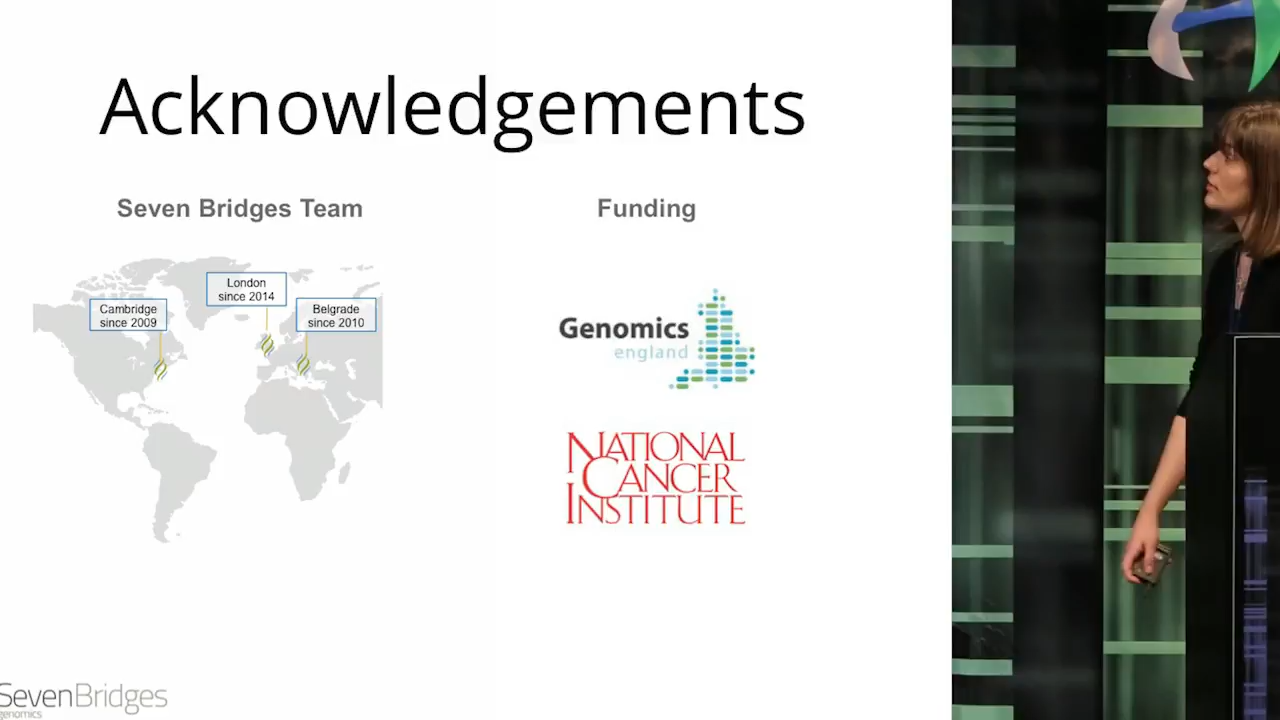 Acknowledgements
Seven Bridges Team
Funding
London
since 2014
Cambridge
since 2009
Belgrade
since 2010
Genomics
england
NATIONAL
CANCER
INSTITUTE
SevenBridges
genomics